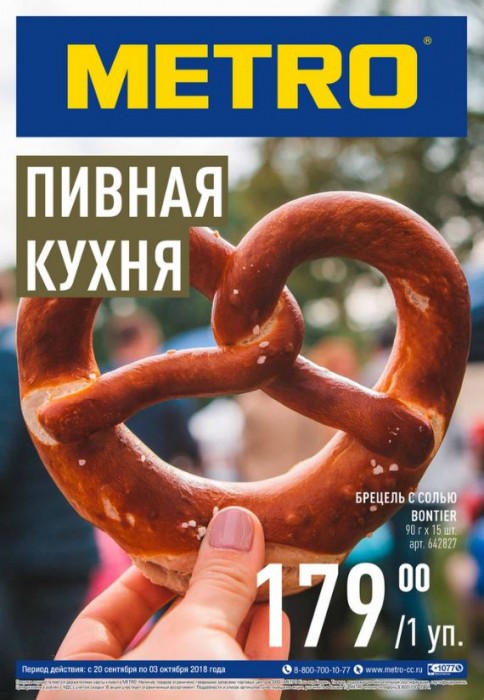 METRO®
ПИВНАЯ
КУХНЯ
БРЕЦЕЛЬ С СОЛЬЮ
BONTIER
90 г х 15 шт.
арт. 642827
179 00
/1 уп.
Период действия: с 20 сентября по 03 октября 2018 года
8-800-700-10-77 www.metro-cc.ru *1077